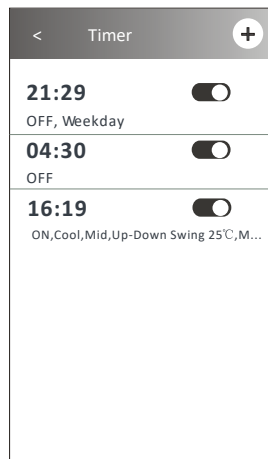 < Timer +
21:29
OFF, Weekday
04:30
OFF
16:19
ON,Cool,Mid,Up-Down Swing 25℃,M...